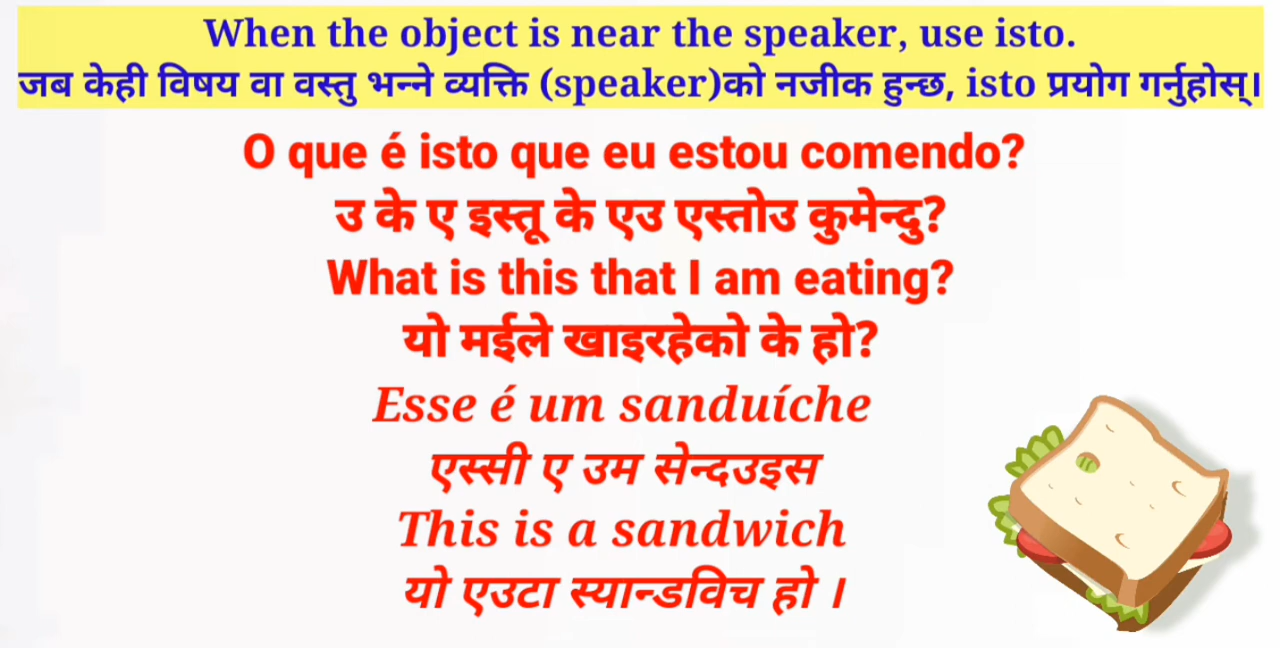 When the object is near the speaker, use isto.
जब केही विषय वा वस्तु भन्ने व्यक्ति (speaker)को नजीक हुन्छ, isto प्रयोग गर्नुहोस्।
O que é isto que eu estou comendo?
उ के ए इस्तू के एउ एस्तोउ कुमेन्दु?
What is this that I am eating?
यो मईले खाइरहेको के हो?
Esse é um sanduíche
एस्सी ए उम सेन्दउइस
This is a sandwich
यो एउटा स्यान्डविच हो ।